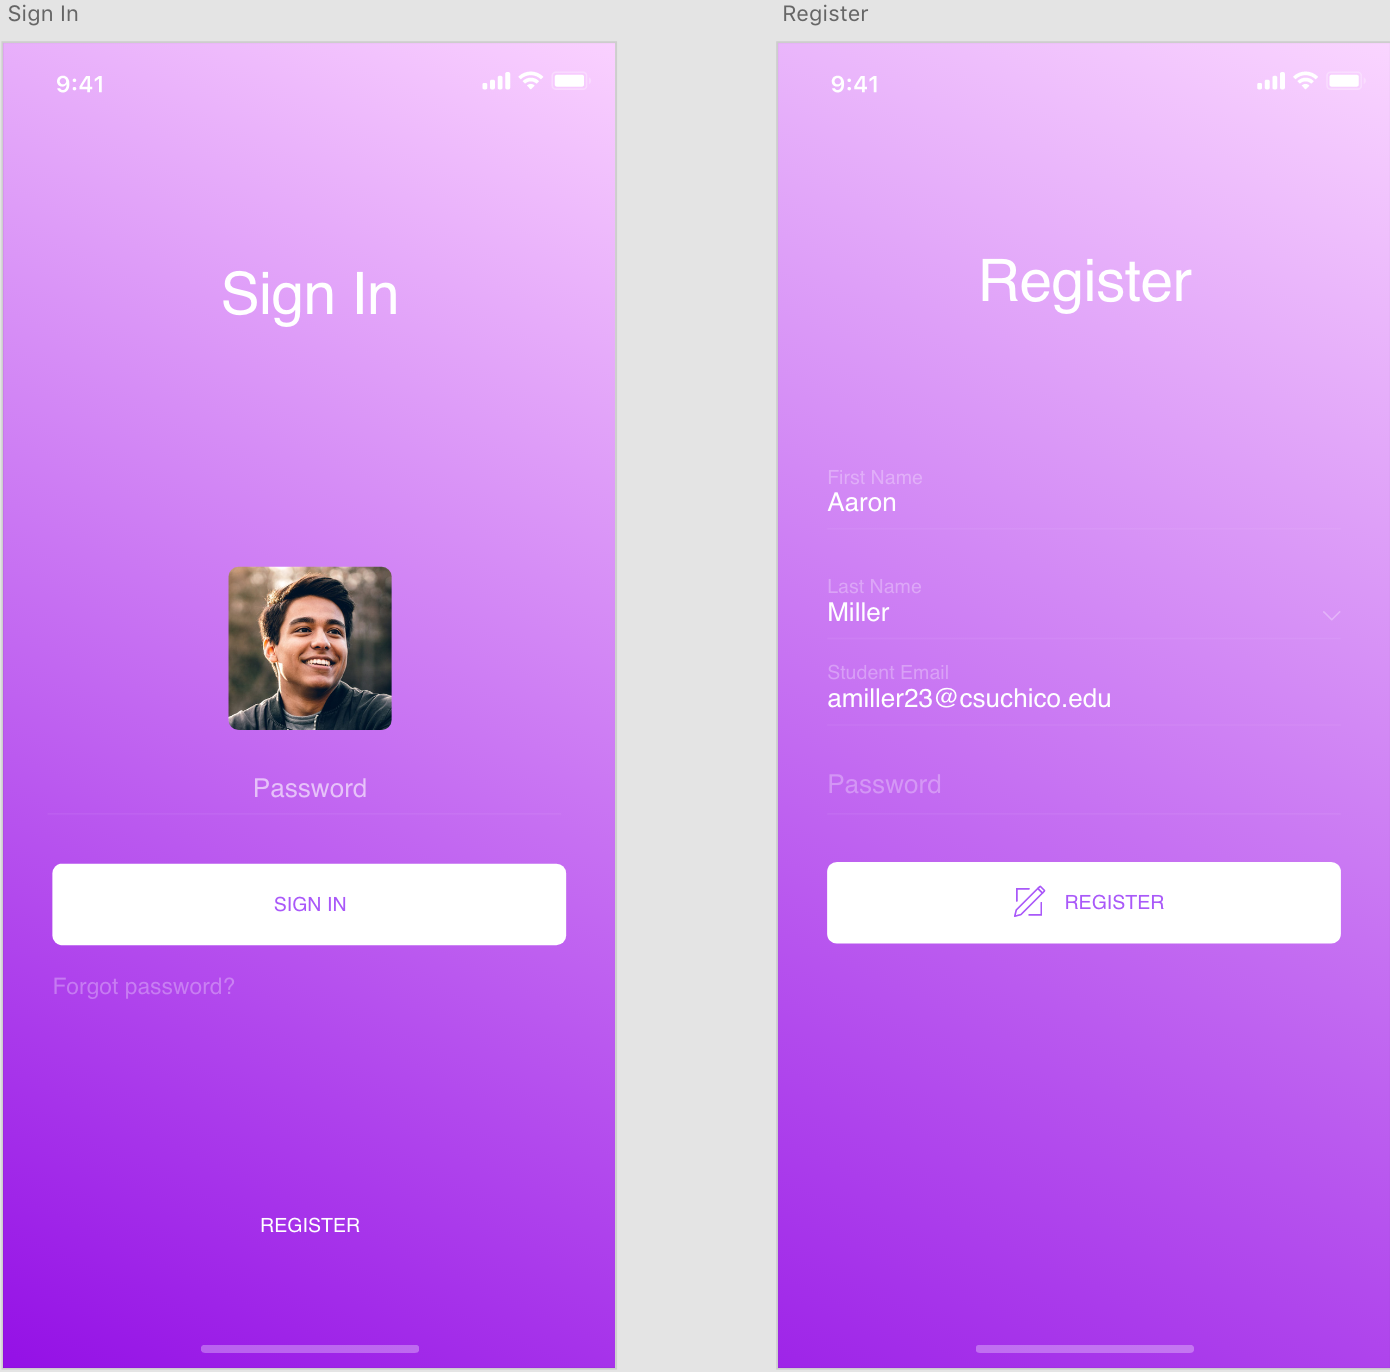 Sign In
9:41
Sign In
Password
SIGN IN
Forgot password?
REGISTER
Register
9:41
Register
First Name
Aaron
Last Name
Miller
Student Email
amiller23@csuchico.edu
Password
REGISTER